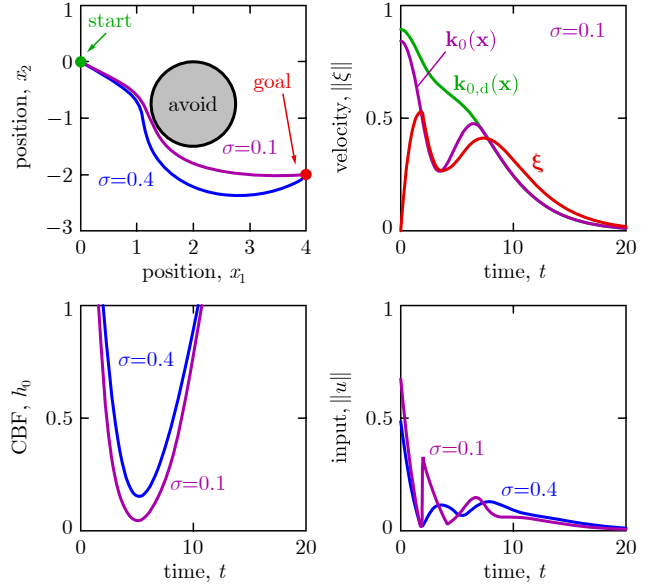 start
0
−1
−2
−3
position, x₂
avoid
goal
σ=0.1
σ=0.4
0 1 2 3 4
position, x₁
1
0.5
0
velocity, ‖ξ‖
σ=0.1
k₀(x)
k₀,d(x)
ξ
0 10 20
time, t
1
0.5
0
CBF, h₀
σ=0.4
σ=0.1
0 10 20
time, t
1
0.5
0
input, ‖u‖
σ=0.1
σ=0.4
0 10 20
time, t